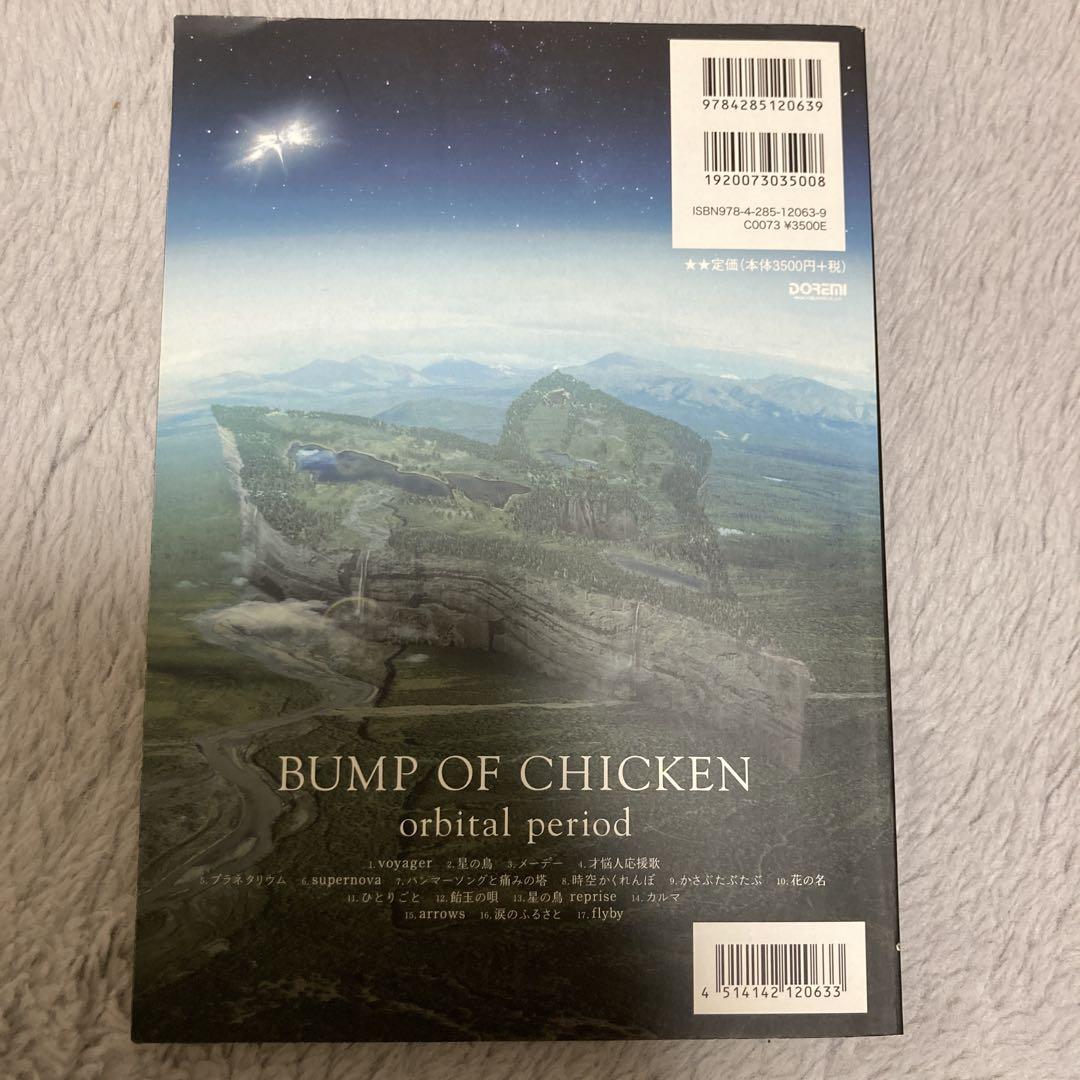 9784285120639
1920073035008
ISBN978-4-285-12063-9
C0073 ¥3500E
★★定価(本体3500円+税)
DOREMI
BUMP OF CHICKEN
orbital period
1. voyager 2. 星の鳥 3. メーデー 4. 才悩人応援歌
5. プラネタリウム 6. supernova 7. ハンマーソングと痛みの塔 8. 時空かくれんぼ 9. かさぶたぶたぶ 10. 花の名
11. ひとりごと 12. 飴玉の唄 13. 星の鳥 reprise 14. カルマ
15. arrows 16. 涙のふるさと 17. flyby
4 514142 120633